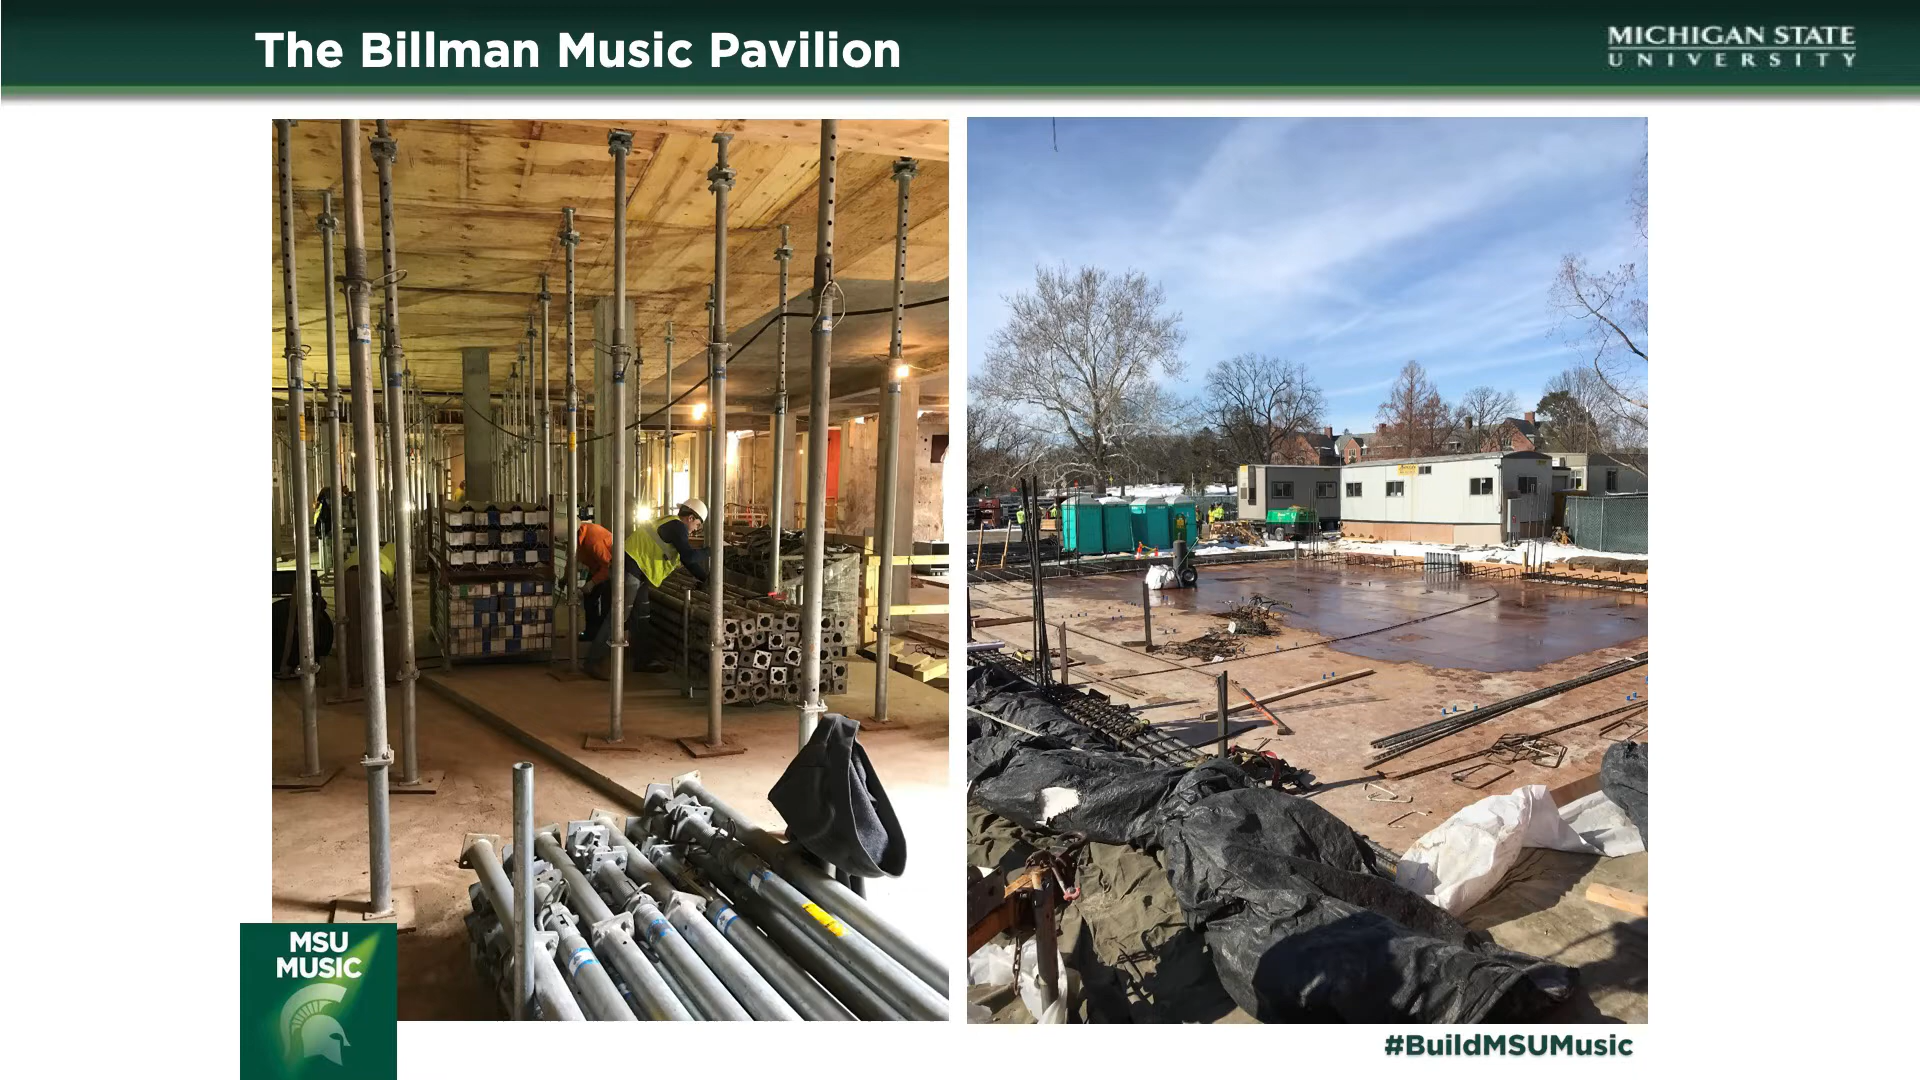 The Billman Music Pavilion
MICHIGAN STATE
UNIVERSITY
MSU
MUSIC
#BuildMSUMusic